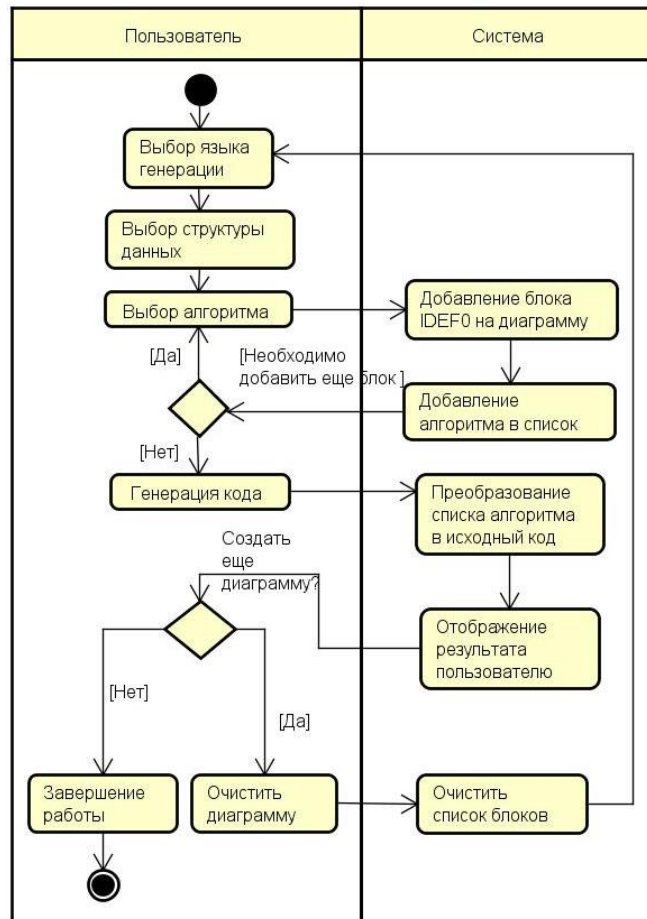 Пользователь
Система
Выбор языка
генерации
Выбор структуры
данных
Выбор алгоритма
Добавление блока
IDEF0 на диаграмму
[Да]
[Необходимо
добавить еще блок ]
Добавление
алгоритма в список
[Нет]
Генерация кода
Преобразование
списка алгоритма
в исходный код
Создать
еще
диаграмму?
Отображение
результата
пользователю
[Нет]
[Да]
Завершение
работы
Очистить
диаграмму
Очистить
список блоков